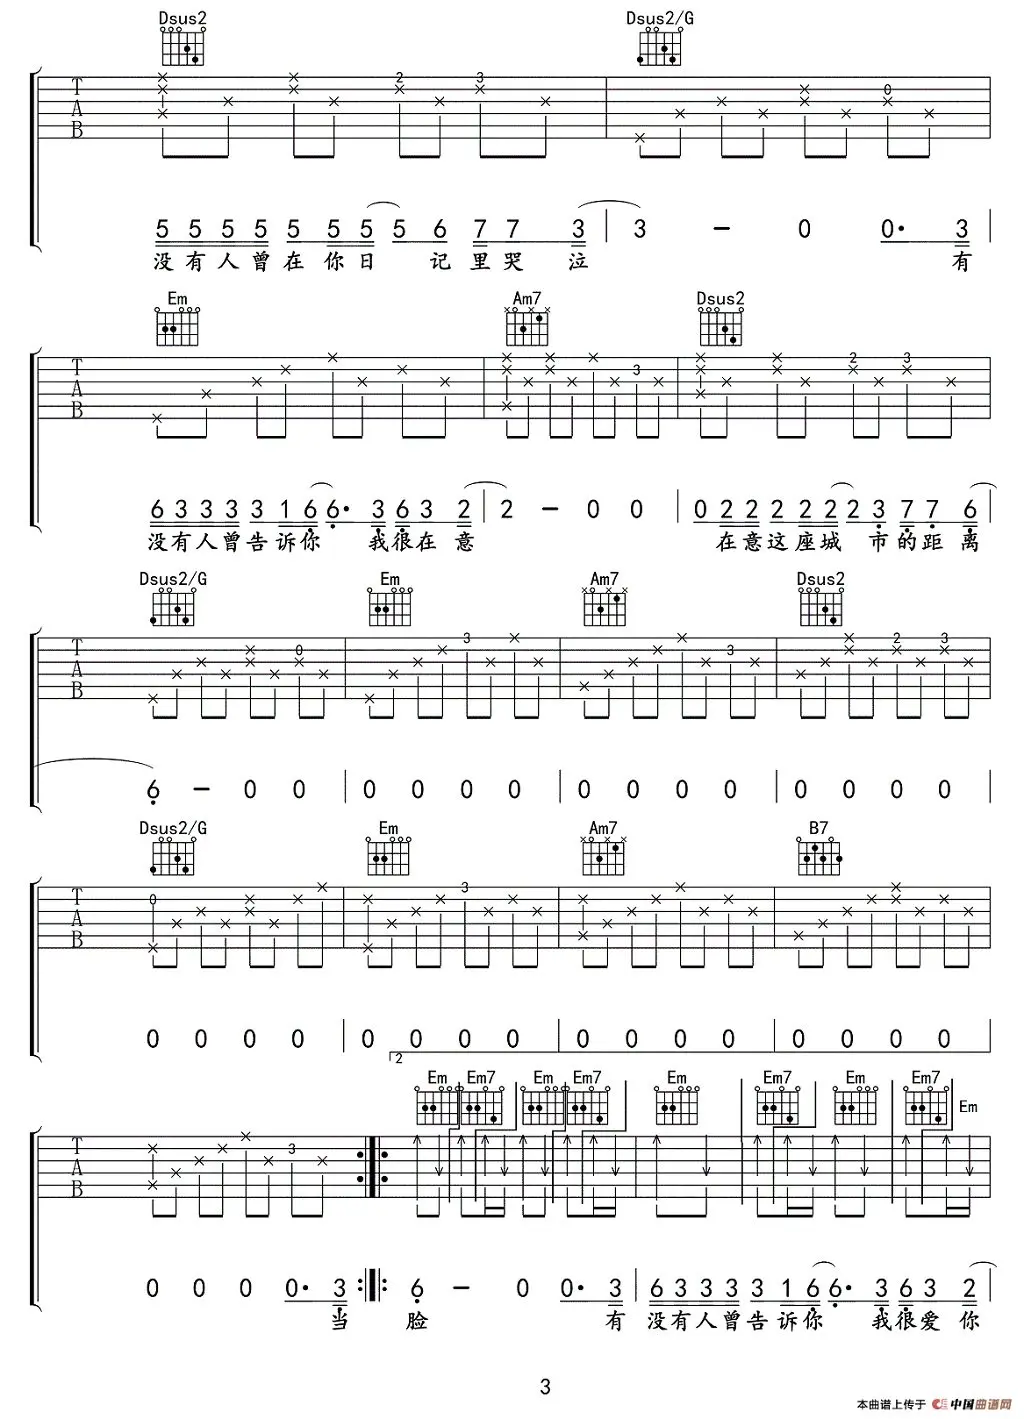 Dsus2 Dsus2/G
T A B 2 3 0
5 5 5 5 5 5 5 5 6 7 7 3 | 3 — 0 0· 3 |
没有人曾在你日 记里哭泣 有
Em Am7 Dsus2
T A B 3 2 3
6 3 3 3 3 1 6 6· 3 6 3 2 | 2 — 0 0 | 0 2 2 2 2 2 2 3 7 7· 6 |
没有人曾告诉你 我很在意 在意这座城 市的距离
Dsus2/G Em Am7 Dsus2
T A B 0 3 3 2 3
6 — 0 0 | 0 0 0 0 | 0 0 0 0 | 0 0 0 0 |
Dsus2/G Em Am7 B7
T A B 0 3
0 0 0 0 | 0 0 0 0 | 0 0 0 0 | 0 0 0 0 |
2
Em Em7 Em Em7 Em Em7 Em Em7 Em
T A B 3
0 0 0 0· 3 :||: 6 — 0 0· 3 | 6 3 3 3 3 1 6 6· 3 6 3 2 |
当 脸 有 没有人曾告诉你 我很爱你
3
本曲谱上传于 中国曲谱网